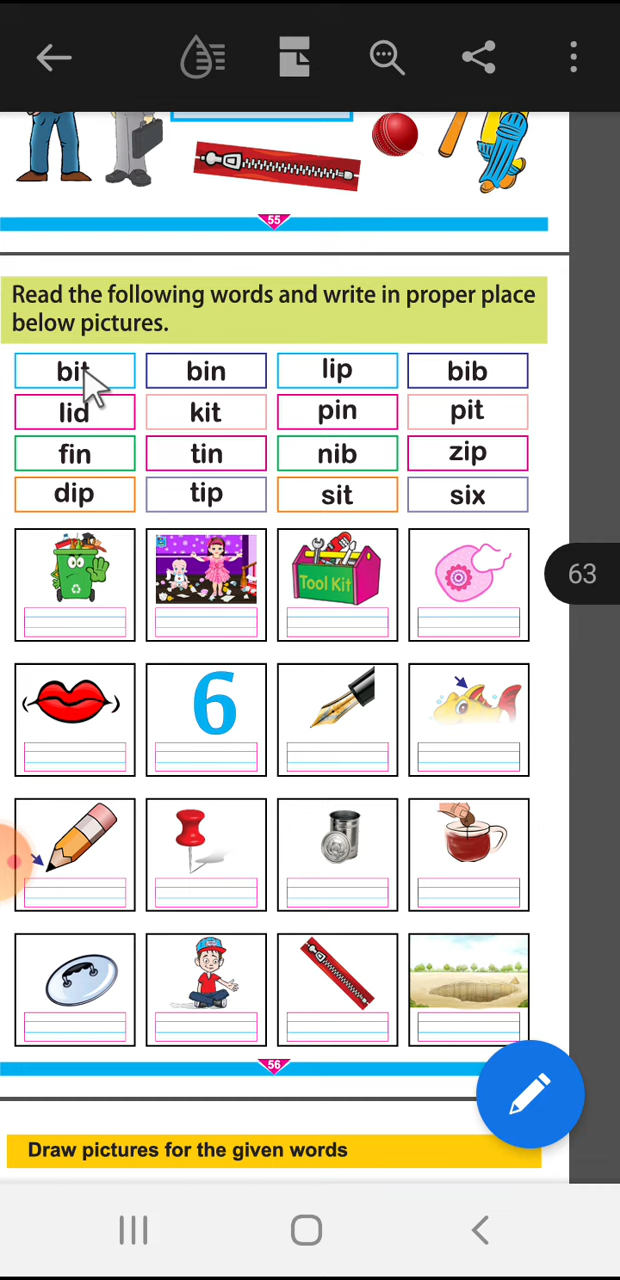 55
Read the following words and write in proper place
below pictures.
bit bin lip bib
lid kit pin pit
fin tin nib zip
dip tip sit six
63
Tool Kit
6
56
Draw pictures for the given words